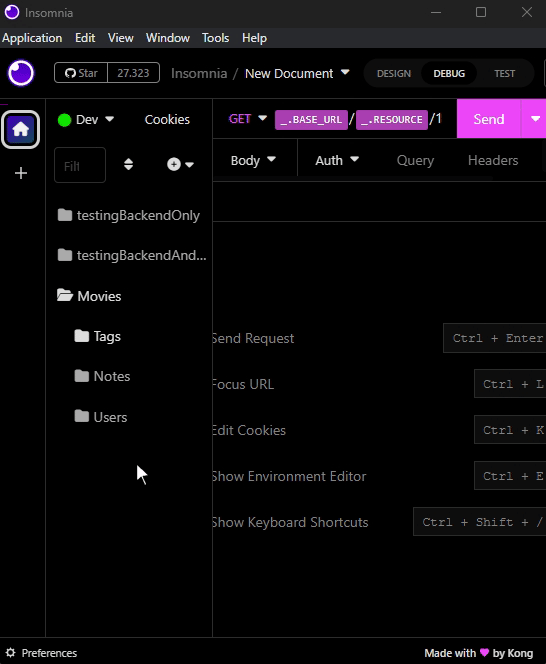 Insomnia
Application Edit View Window Tools Help
Star 27.323 Insomnia / New Document DESIGN DEBUG TEST
Dev Cookies GET _.BASE_URL / _.RESOURCE /1 Send
Body Auth Query Headers
testingBackendOnly
testingBackendAnd...
Movies
Tags
Send Request Ctrl + Enter
Notes
Focus URL Ctrl + L
Users
Edit Cookies Ctrl + K
Show Environment Editor Ctrl + E
Show Keyboard Shortcuts Ctrl + Shift + /
Preferences Made with by Kong